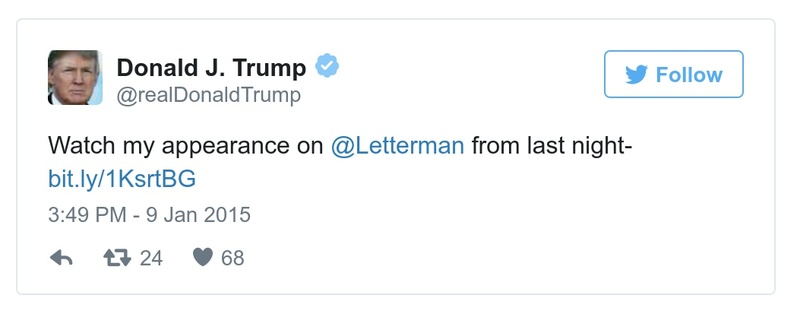 Donald J. Trump
@realDonaldTrump
Follow
Watch my appearance on @Letterman from last night-
bit.ly/1KsrtBG
3:49 PM - 9 Jan 2015
24 68